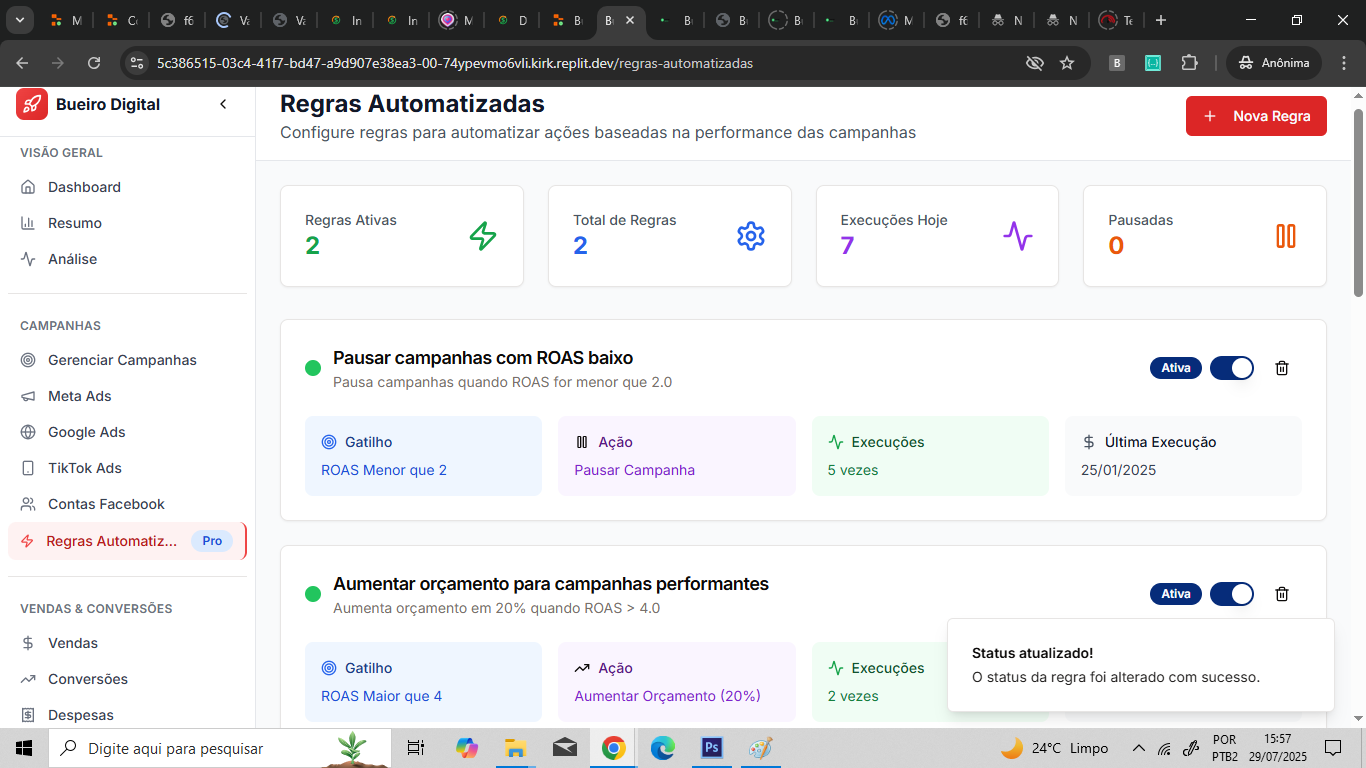 M
C
f6
Va
Va
In
In
M
D
B
B
B
B
B
B
M
f6
N
N
Te
5c386515-03c4-41f7-bd47-a9d907e38ea3-00-74ypevmo6vli.kirk.replit.dev/regras-automatizadas
B
Anônima
Bueiro Digital
VISÃO GERAL
Dashboard
Resumo
Análise
CAMPANHAS
Gerenciar Campanhas
Meta Ads
Google Ads
TikTok Ads
Contas Facebook
Regras Automatiz...
Pro
VENDAS & CONVERSÕES
Vendas
Conversões
Despesas
Regras Automatizadas
Configure regras para automatizar ações baseadas na performance das campanhas
+ Nova Regra
Regras Ativas
2
Total de Regras
2
Execuções Hoje
7
Pausadas
0
Pausar campanhas com ROAS baixo
Pausa campanhas quando ROAS for menor que 2.0
Ativa
Gatilho
ROAS Menor que 2
Ação
Pausar Campanha
Execuções
5 vezes
$ Última Execução
25/01/2025
Aumentar orçamento para campanhas performantes
Aumenta orçamento em 20% quando ROAS > 4.0
Ativa
Gatilho
ROAS Maior que 4
Ação
Aumentar Orçamento (20%)
Execuções
2 vezes
Status atualizado!
O status da regra foi alterado com sucesso.
Digite aqui para pesquisar
Ps
24°C Limpo
POR
PTB2
15:57
29/07/2025